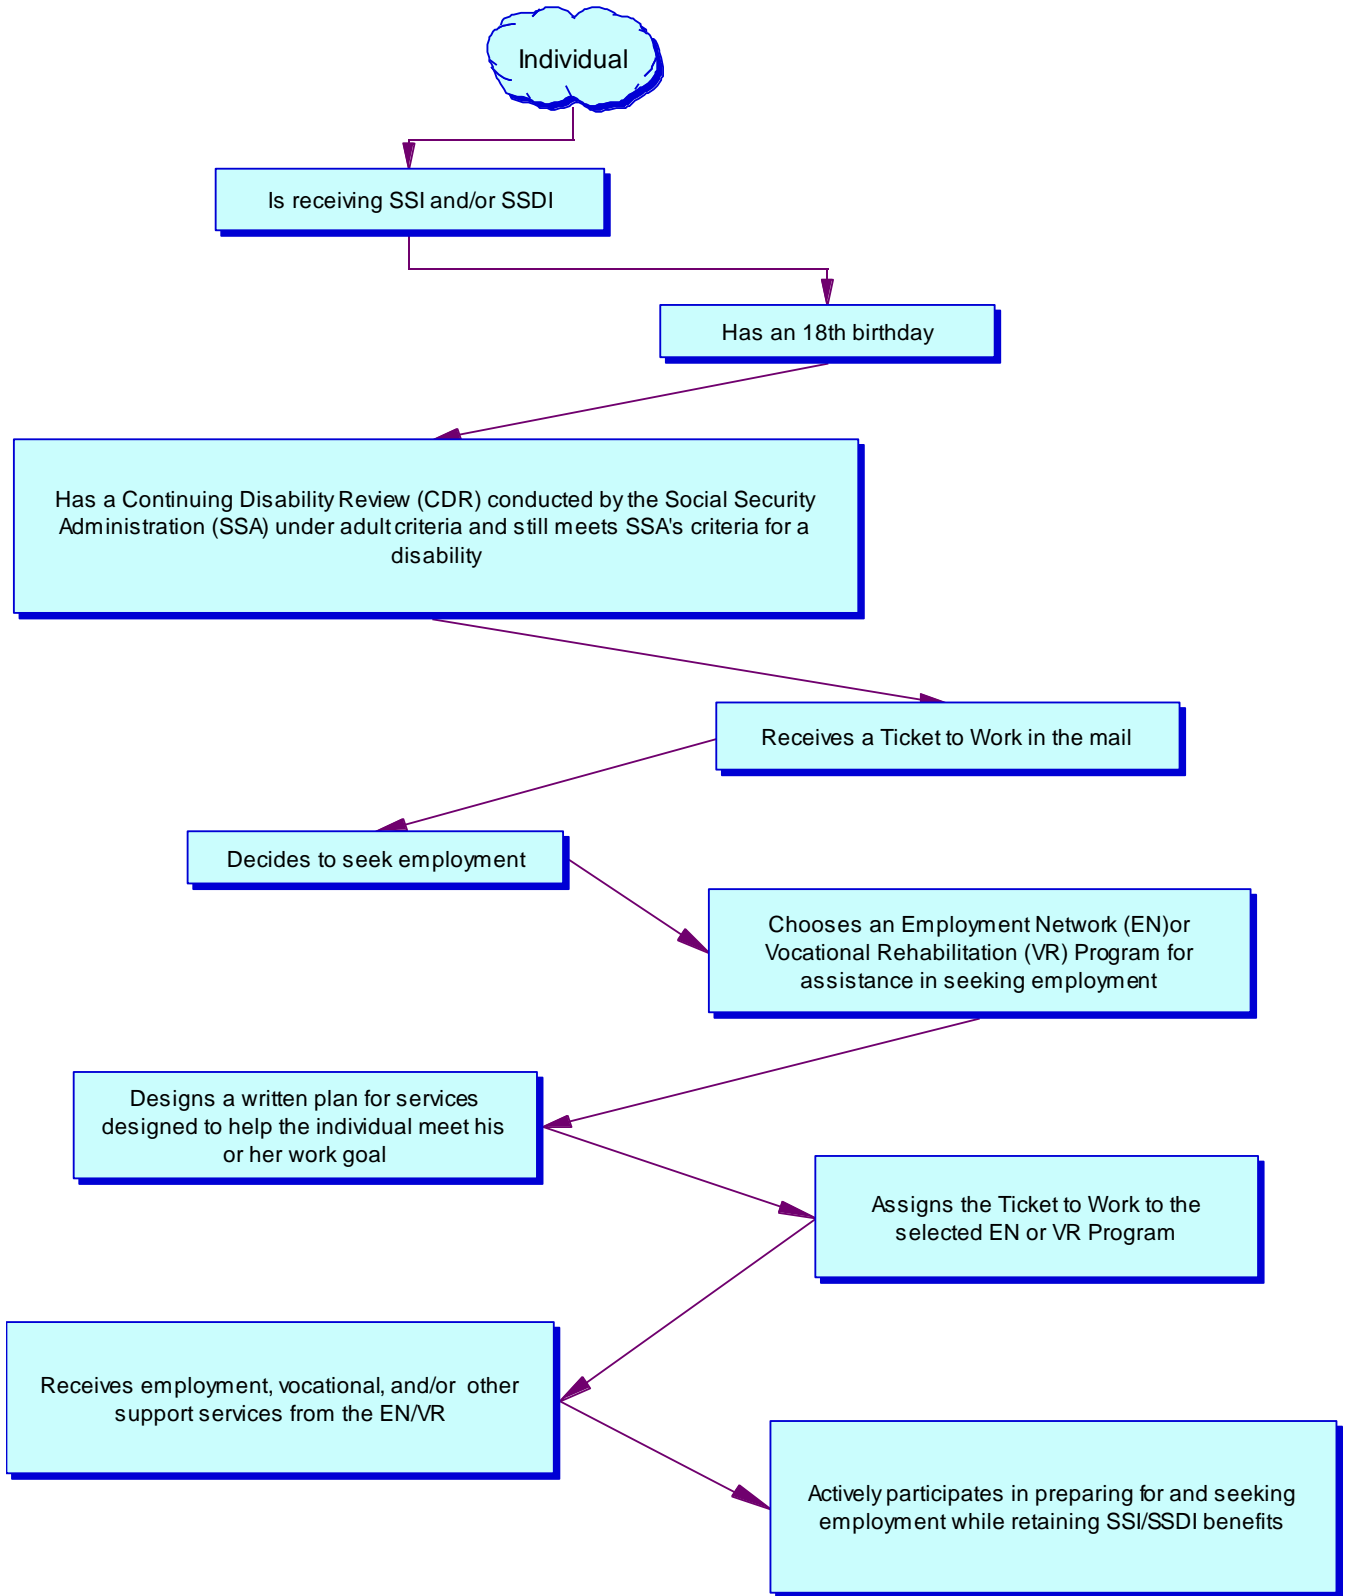 Individual
Is receiving SSI and/or SSDI
Has an 18th birthday
Has a Continuing Disability Review (CDR) conducted by the Social Security
Administration (SSA) under adult criteria and still meets SSA's criteria for a
disability
Receives a Ticket to Work in the mail
Decides to seek employment
Chooses an Employment Network (EN)or
Vocational Rehabilitation (VR) Program for
assistance in seeking employment
Designs a written plan for services
designed to help the individual meet his
or her work goal
Assigns the Ticket to Work to the
selected EN or VR Program
Receives employment, vocational, and/or other
support services from the EN/VR
Actively participates in preparing for and seeking
employment while retaining SSI/SSDI benefits